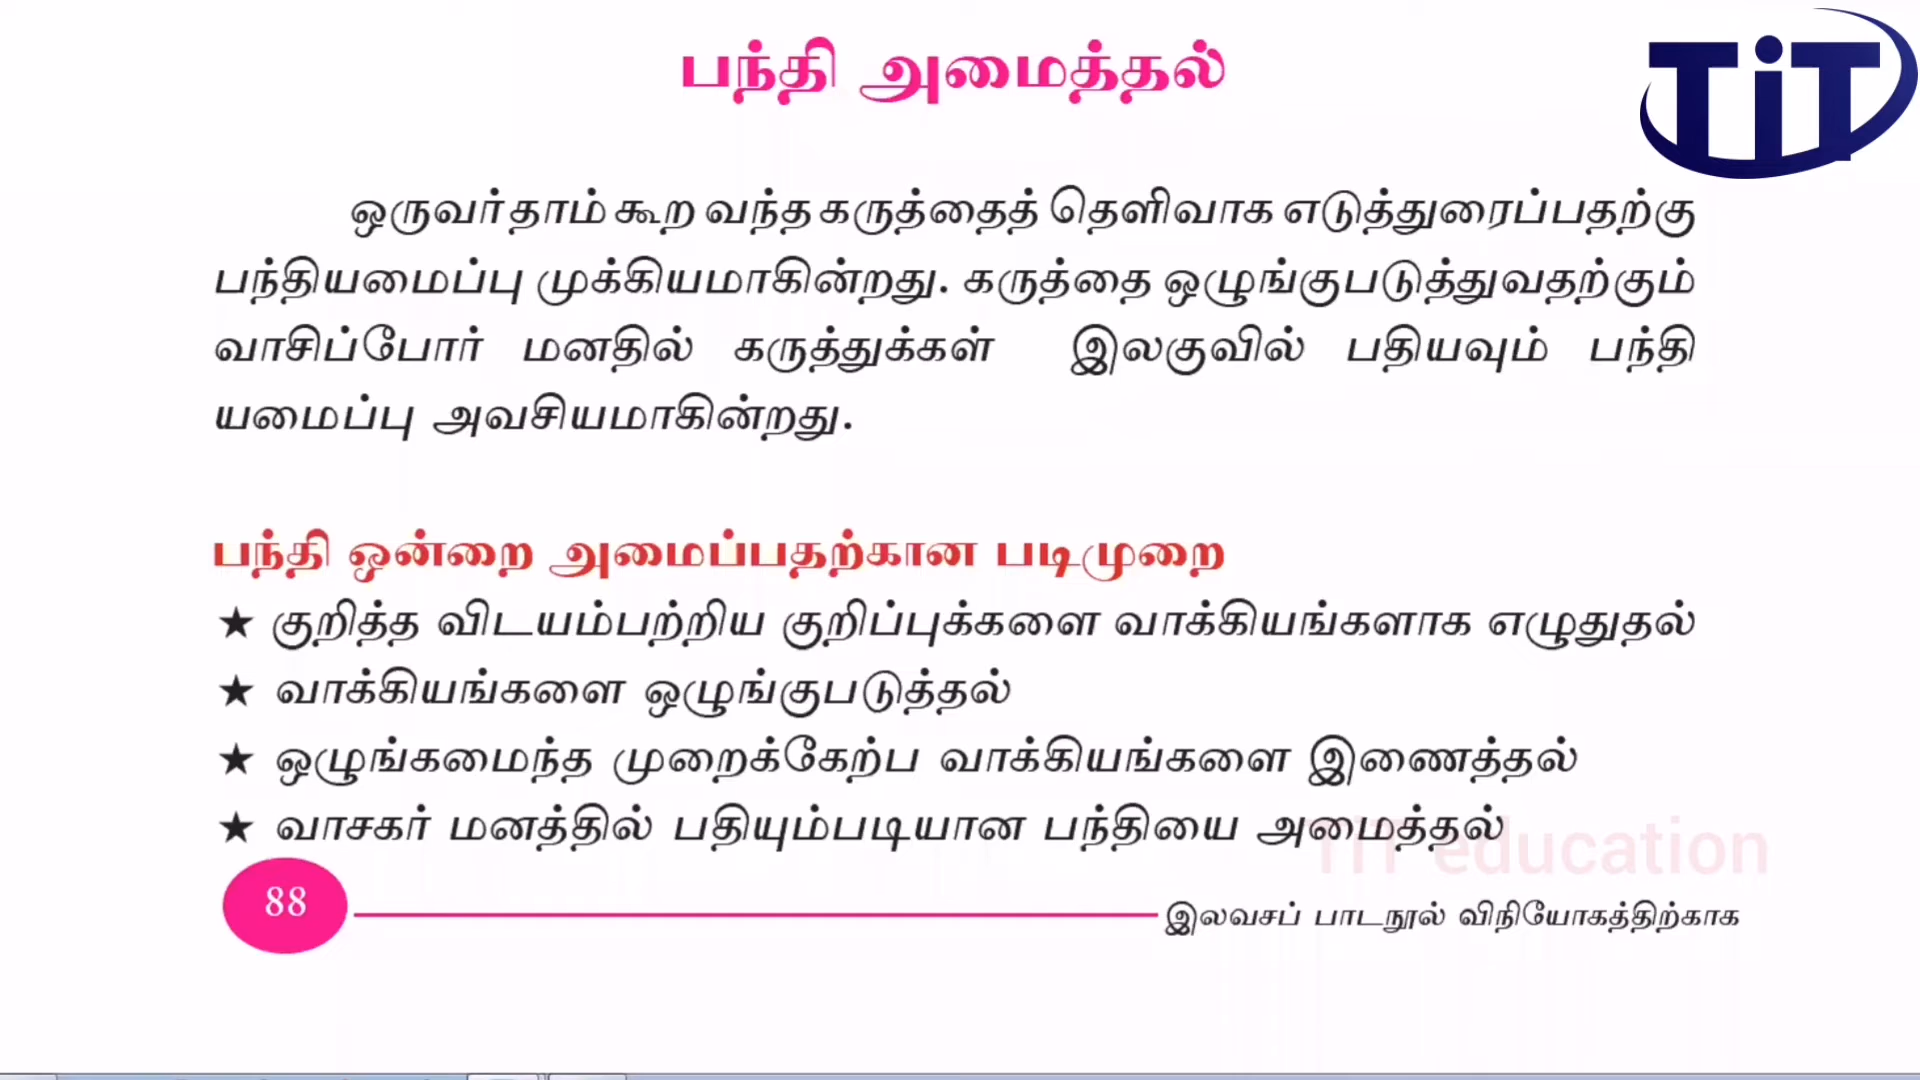 பந்தி அமைத்தல்
TiT
ஒருவர் தாம் கூற வந்த கருத்தைத் தெளிவாக எடுத்துரைப்பதற்கு
பந்தியமைப்பு முக்கியமாகின்றது. கருத்தை ஒழுங்குபடுத்துவதற்கும்
வாசிப்போர் மனதில் கருத்துக்கள் இலகுவில் பதியவும் பந்தி
யமைப்பு அவசியமாகின்றது.
பந்தி ஒன்றை அமைப்பதற்கான படிமுறை
★ குறித்த விடயம்பற்றிய குறிப்புக்களை வாக்கியங்களாக எழுதுதல்
★ வாக்கியங்களை ஒழுங்குபடுத்தல்
★ ஒழுங்கமைந்த முறைக்கேற்ப வாக்கியங்களை இணைத்தல்
★ வாசகர் மனத்தில் பதியும்படியான பந்தியை அமைத்தல்
TiT education
88
இலவசப் பாடநூல் விநியோகத்திற்காக